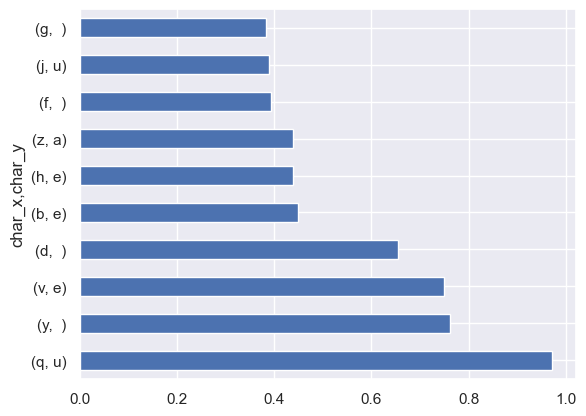 (g,  )
(j, u)
(f,  )
(z, a)
(h, e)
(b, e)
(d,  )
(v, e)
(y,  )
(q, u)
char_x,char_y
0.0 0.2 0.4 0.6 0.8 1.0